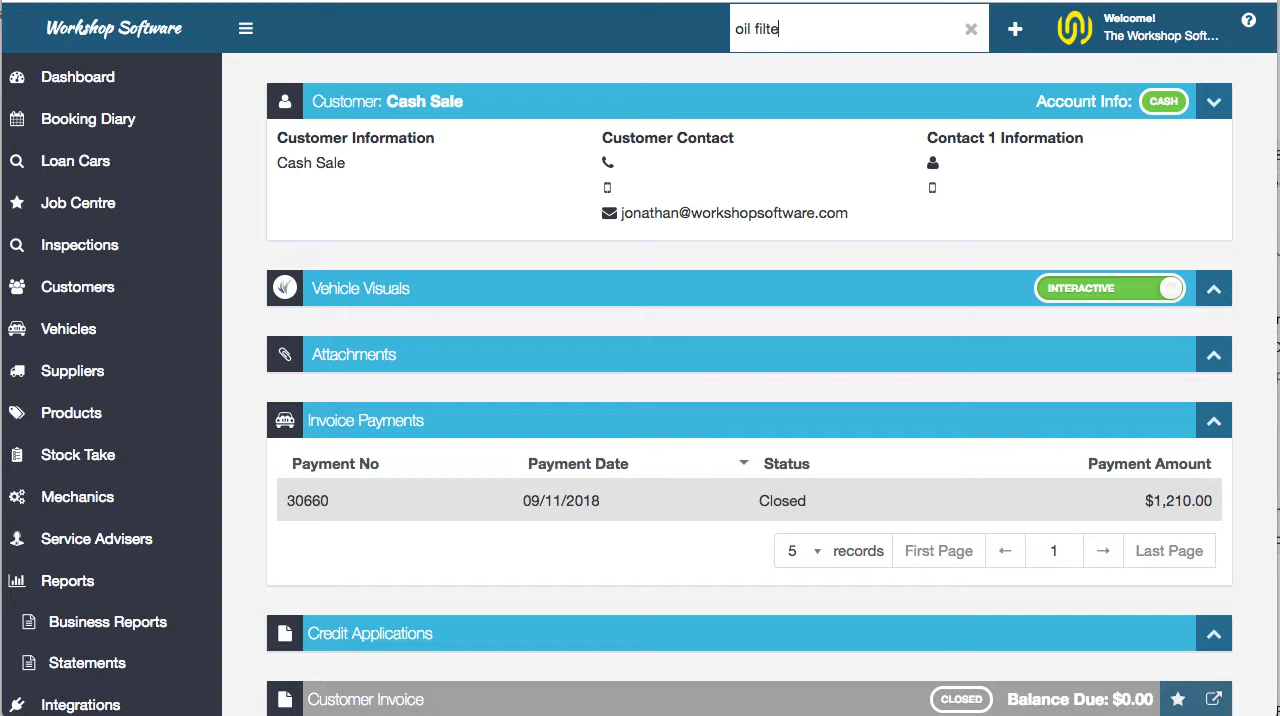 Workshop Software
oil filte
Welcome!
The Workshop Soft...
Dashboard
Booking Diary
Loan Cars
Job Centre
Inspections
Customers
Vehicles
Suppliers
Products
Stock Take
Mechanics
Service Advisers
Reports
Business Reports
Statements
Integrations
Customer: Cash Sale
Account Info: CASH
Customer Information
Customer Contact
Contact 1 Information
Cash Sale
jonathan@workshopsoftware.com
Vehicle Visuals
INTERACTIVE
Attachments
Invoice Payments
Payment No Payment Date Status Payment Amount
30660 09/11/2018 Closed $1,210.00
5 records First Page ← 1 → Last Page
Credit Applications
Customer Invoice CLOSED Balance Due: $0.00